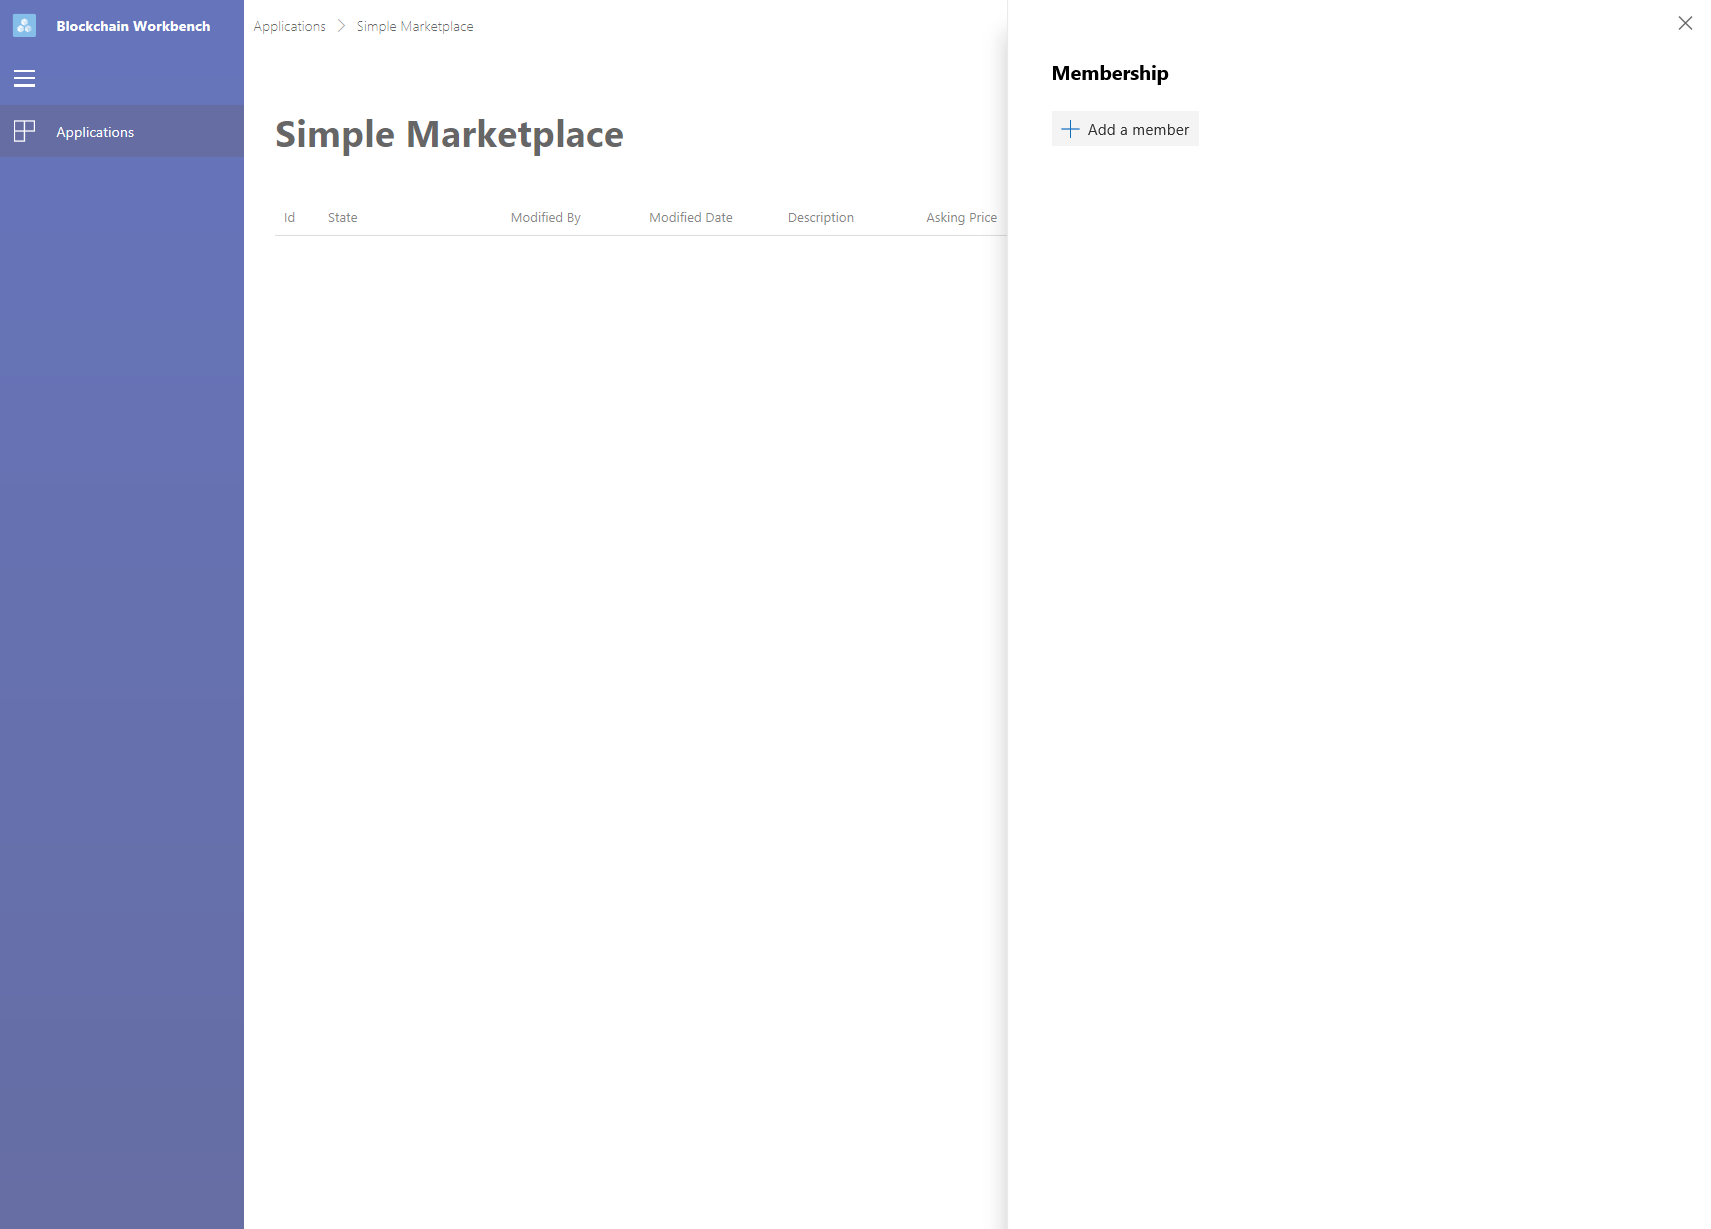 Blockchain Workbench
Applications
Applications Simple Marketplace
Simple Marketplace
Id State Modified By Modified Date Description Asking Price
Membership
Add a member